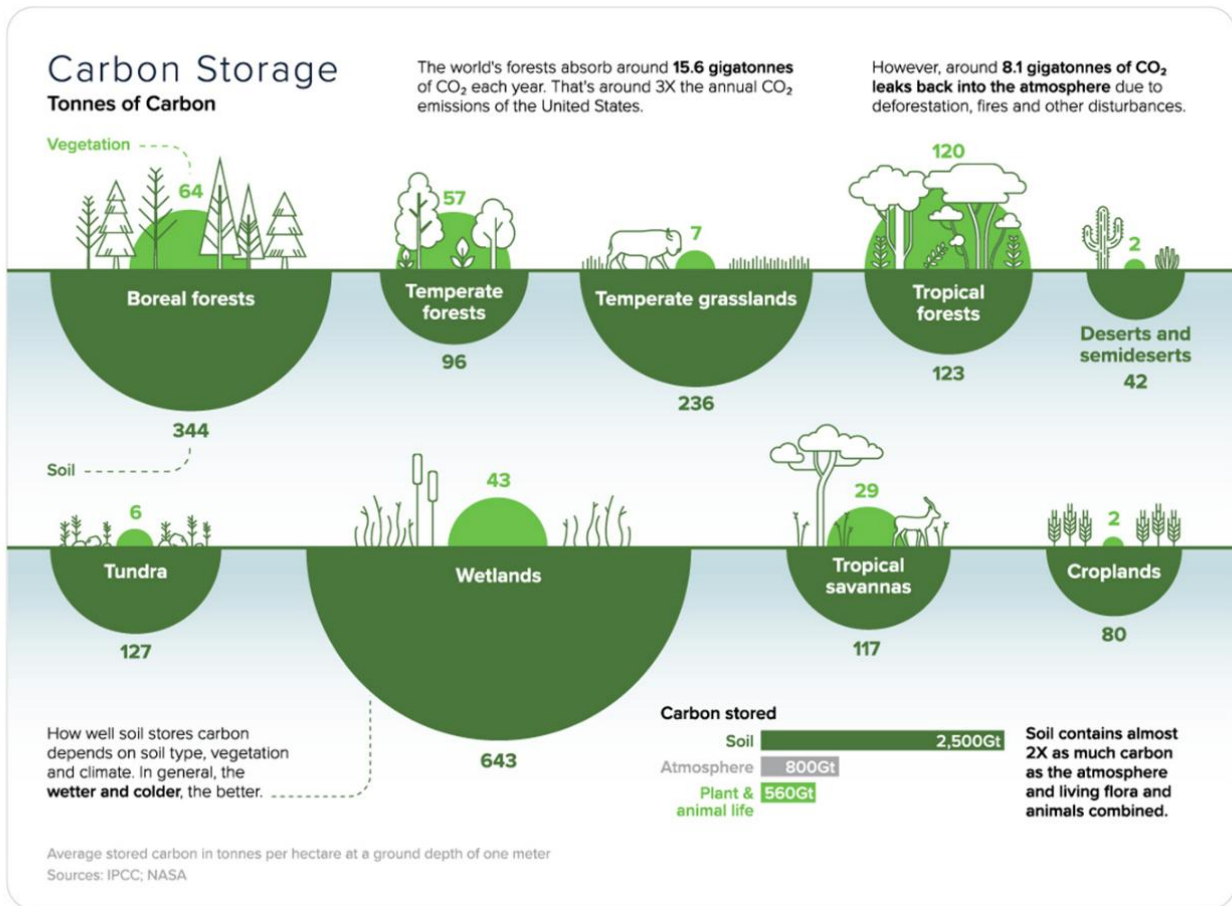 Carbon Storage
Tonnes of Carbon
The world's forests absorb around 15.6 gigatonnes
of CO₂ each year. That's around 3X the annual CO₂
emissions of the United States.
However, around 8.1 gigatonnes of CO₂
leaks back into the atmosphere due to
deforestation, fires and other disturbances.
Vegetation
64
57
7
120
2
Boreal forests
Temperate
forests
Temperate grasslands
Tropical
forests
Deserts and
semideserts
344
96
236
123
42
Soil
6
43
29
2
Tundra
Wetlands
Tropical
savannas
Croplands
127
643
117
80
How well soil stores carbon
depends on soil type, vegetation
and climate. In general, the
wetter and colder, the better.
Carbon stored
Soil 2,500Gt
Atmosphere 800Gt
Plant &
animal life 560Gt
Soil contains almost
2X as much carbon
as the atmosphere
and living flora and
animals combined.
Average stored carbon in tonnes per hectare at a ground depth of one meter
Sources: IPCC; NASA